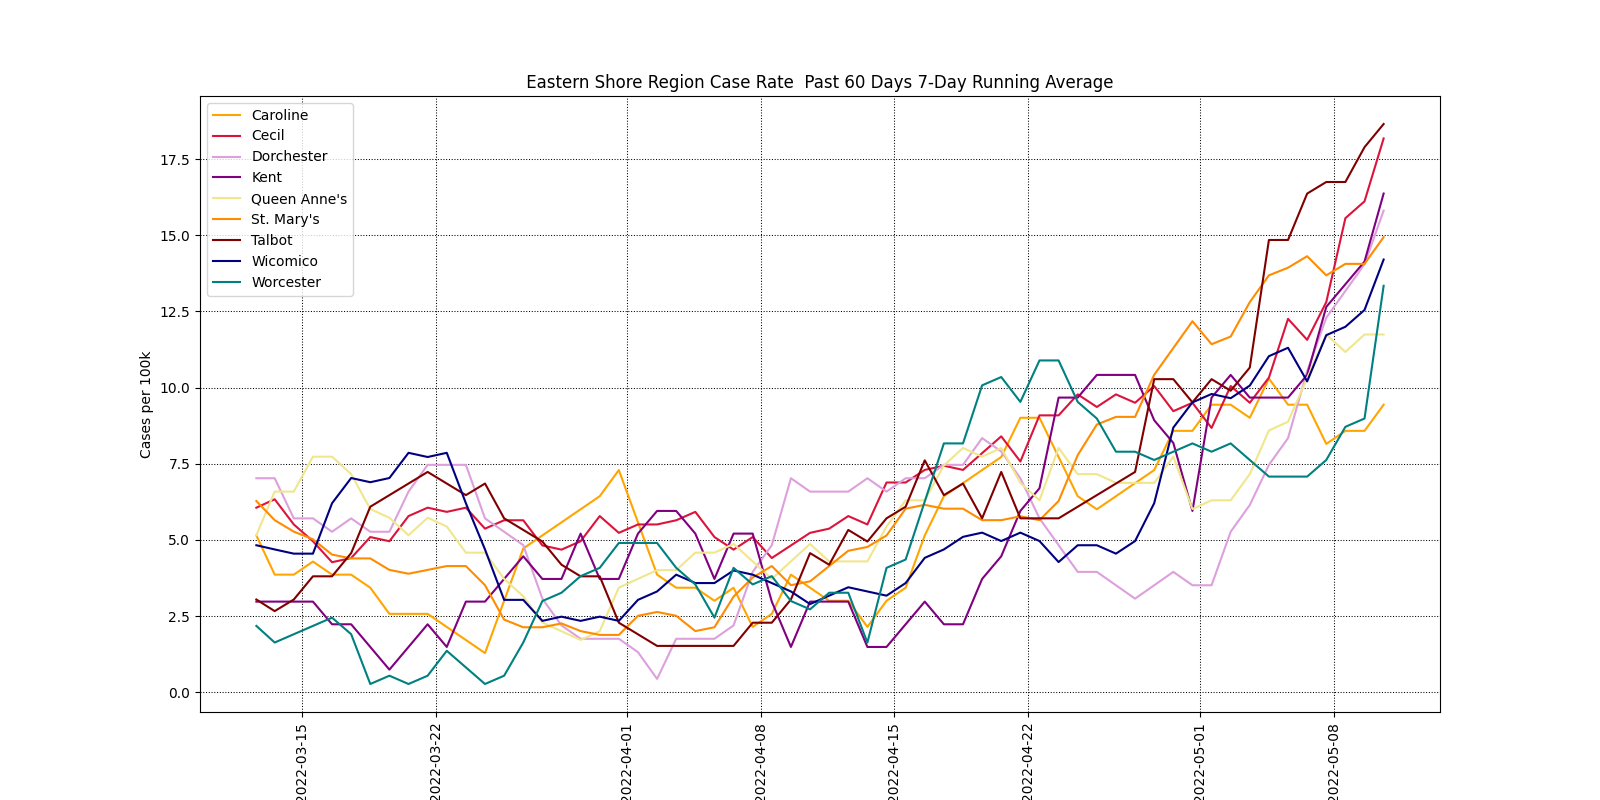 Eastern Shore Region Case Rate  Past 60 Days 7-Day Running Average
Caroline
Cecil
Dorchester
Kent
Queen Anne's
St. Mary's
Talbot
Wicomico
Worcester
Cases per 100k
17.5
15.0
12.5
10.0
7.5
5.0
2.5
0.0
2022-03-15
2022-03-22
2022-04-01
2022-04-08
2022-04-15
2022-04-22
2022-05-01
2022-05-08